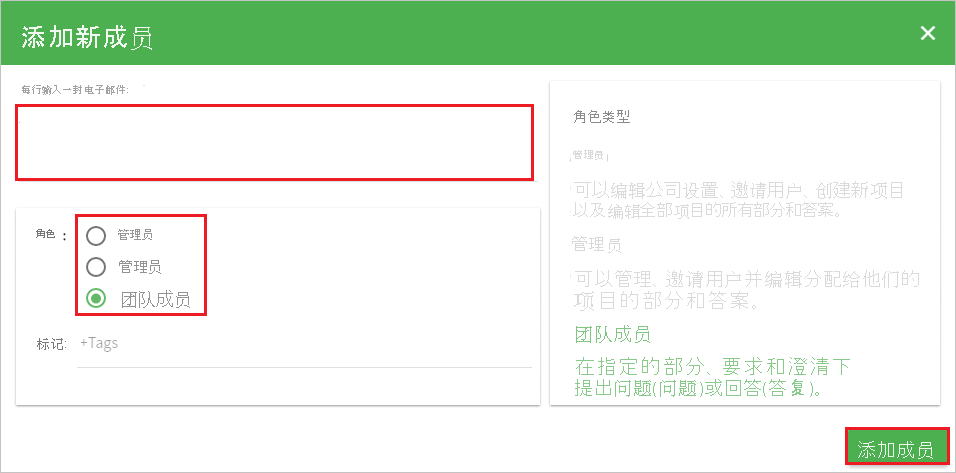 添加新成员
每行输入一封电子邮件:
角色：
管理员
管理员
团队成员
标记:
+Tags
角色类型
管理员
可以编辑公司设置、邀请用户、创建新项目
以及编辑全部项目的所有部分和答案。
管理员
可以管理、邀请用户并编辑分配给他们的
项目的部分和答案。
团队成员
在指定的部分、要求和澄清下
提出问题(问题)或回答(答复)。
添加成员